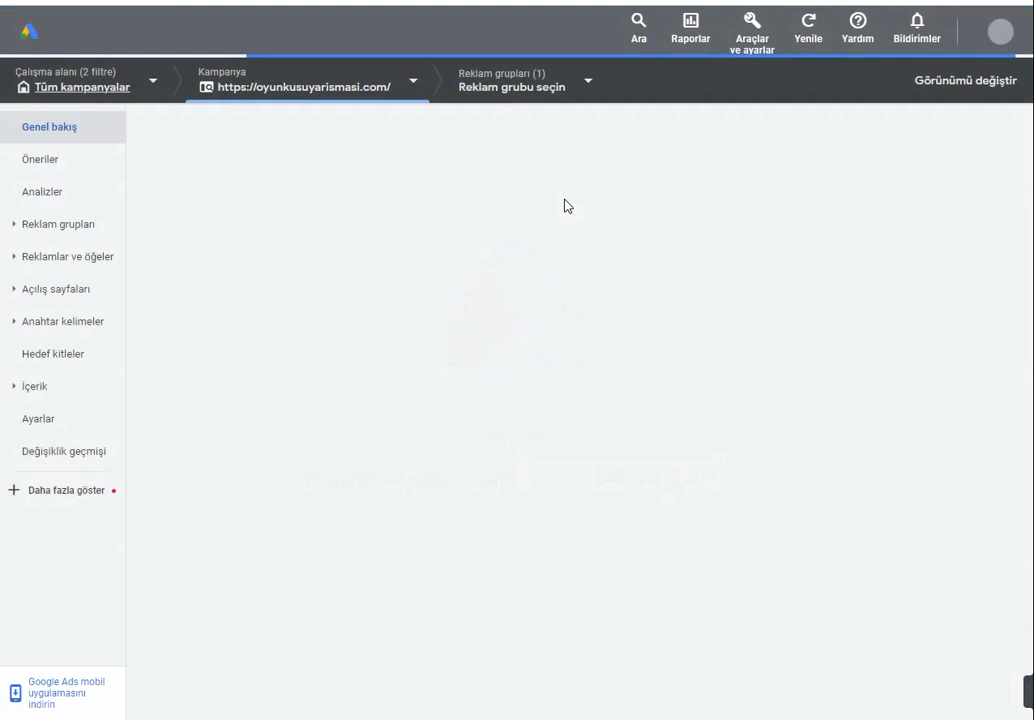 Ara
Raporlar
Araçlar
ve ayarlar
Yenile
Yardım
Bildirimler
Çalışma alanı (2 filtre)
Tüm kampanyalar
Kampanya
https://oyunkusuyarismasi.com/
Reklam grupları (1)
Reklam grubu seçin
Görünümü değiştir
Genel bakış
Öneriler
Analizler
Reklam grupları
Reklamlar ve öğeler
Açılış sayfaları
Anahtar kelimeler
Hedef kitleler
İçerik
Ayarlar
Değişiklik geçmişi
Daha fazla göster
Google Ads mobil
uygulamasını
indirin